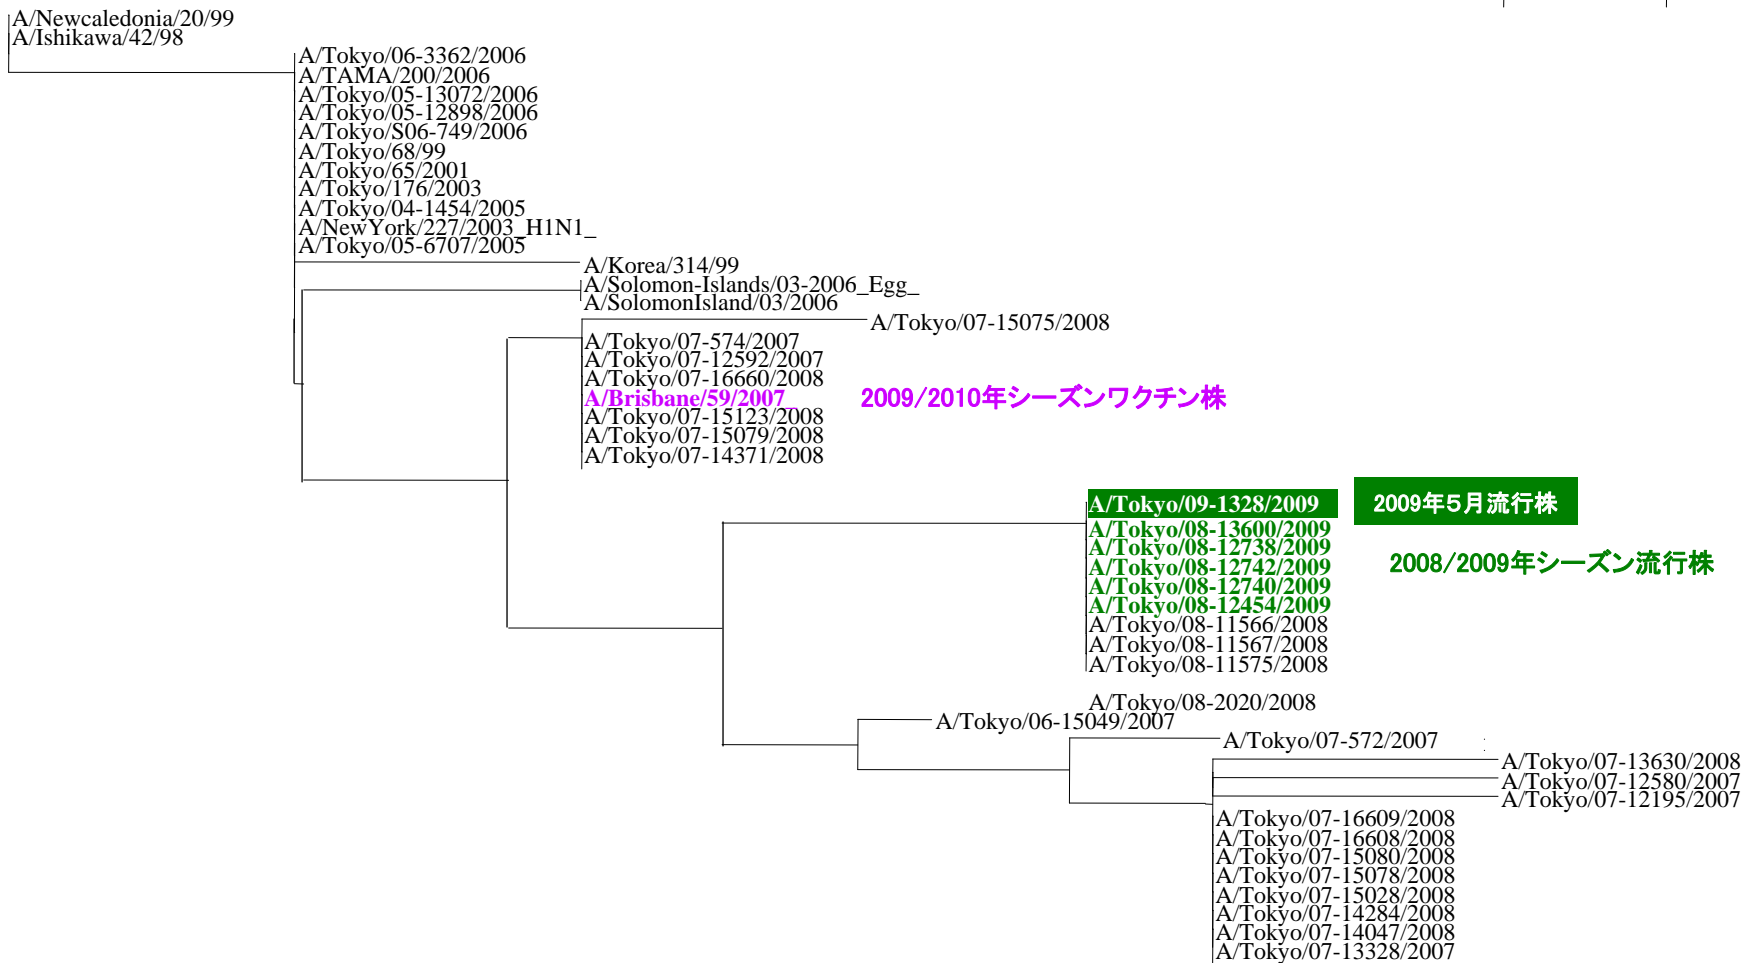 A/Newcaledonia/20/99
A/Ishikawa/42/98
A/Tokyo/06-3362/2006
A/TAMA/200/2006
A/Tokyo/05-13072/2006
A/Tokyo/05-12898/2006
A/Tokyo/S06-749/2006
A/Tokyo/68/99
A/Tokyo/65/2001
A/Tokyo/176/2003
A/Tokyo/04-1454/2005
A/NewYork/227/2003_H1N1_
A/Tokyo/05-6707/2005
A/Korea/314/99
A/Solomon-Islands/03-2006_Egg_
A/SolomonIsland/03/2006
A/Tokyo/07-15075/2008
A/Tokyo/07-574/2007
A/Tokyo/07-12592/2007
A/Tokyo/07-16660/2008
A/Brisbane/59/2007_ 2009/2010年シーズンワクチン株
A/Tokyo/07-15123/2008
A/Tokyo/07-15079/2008
A/Tokyo/07-14371/2008
A/Tokyo/09-1328/2009 2009年5月流行株
A/Tokyo/08-13600/2009
A/Tokyo/08-12738/2009
2008/2009年シーズン流行株
A/Tokyo/08-12742/2009
A/Tokyo/08-12740/2009
A/Tokyo/08-12454/2009
A/Tokyo/08-11566/2008
A/Tokyo/08-11567/2008
A/Tokyo/08-11575/2008
A/Tokyo/08-2020/2008
A/Tokyo/06-15049/2007
A/Tokyo/07-572/2007
A/Tokyo/07-13630/2008
A/Tokyo/07-12580/2007
A/Tokyo/07-12195/2007
A/Tokyo/07-16609/2008
A/Tokyo/07-16608/2008
A/Tokyo/07-15080/2008
A/Tokyo/07-15078/2008
A/Tokyo/07-15028/2008
A/Tokyo/07-14284/2008
A/Tokyo/07-14047/2008
A/Tokyo/07-13328/2007